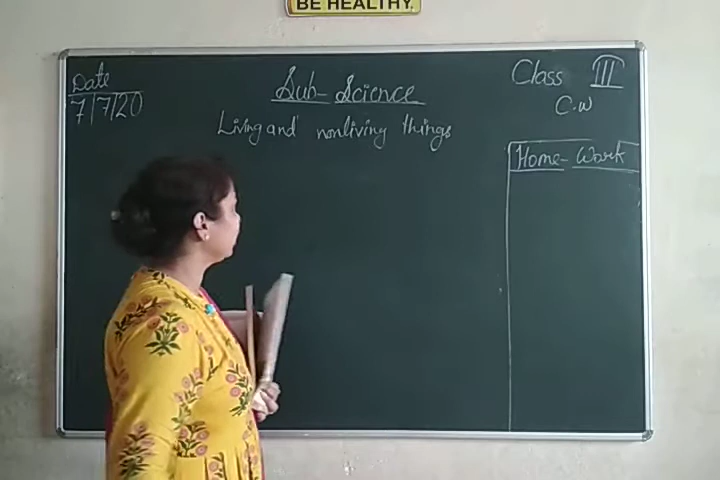 BE HEALTHY.
Date
7/7/20
Sub-Science
Class III
C.W
Living and nonliving things
Home-Work